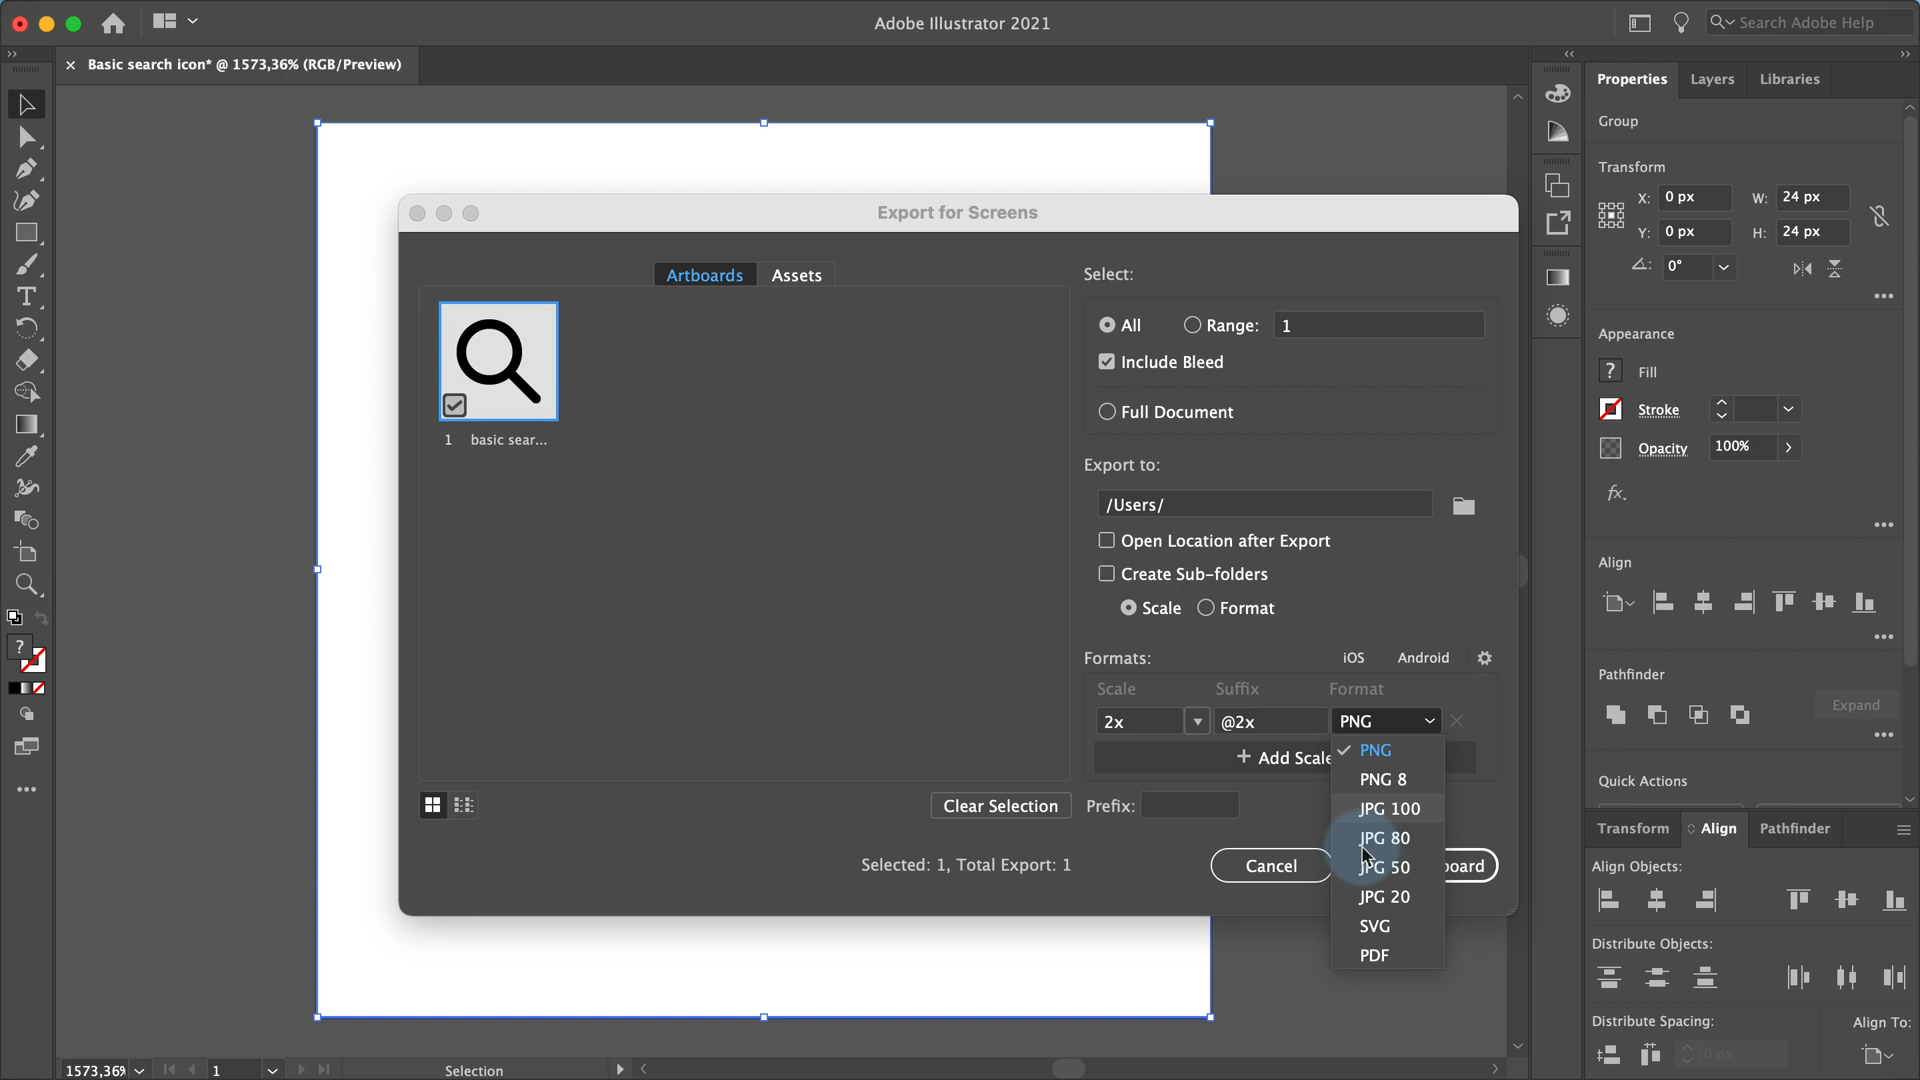 Adobe Illustrator 2021
Search Adobe Help
Basic search icon* @ 1573,36% (RGB/Preview)
Properties Layers Libraries
Group
Transform
X: 0 px W: 24 px
Y: 0 px H: 24 px
0°
Appearance
? Fill
Stroke
Opacity 100%
fx.
Align
Pathfinder
Expand
Quick Actions
Transform Align Pathfinder
Align Objects:
Distribute Objects:
Distribute Spacing:
Align To:
0 px
Export for Screens
Artboards Assets
1 basic sear...
Select:
All Range: 1
Include Bleed
Full Document
Export to:
/Users/
Open Location after Export
Create Sub-folders
Scale Format
Formats: iOS Android
Scale Suffix Format
2x @2x PNG
+ Add Scale
PNG
PNG 8
JPG 100
JPG 80
JPG 50
JPG 20
SVG
PDF
Clear Selection
Prefix:
Selected: 1, Total Export: 1
Cancel
board
T
?
1573,36%
1
Selection